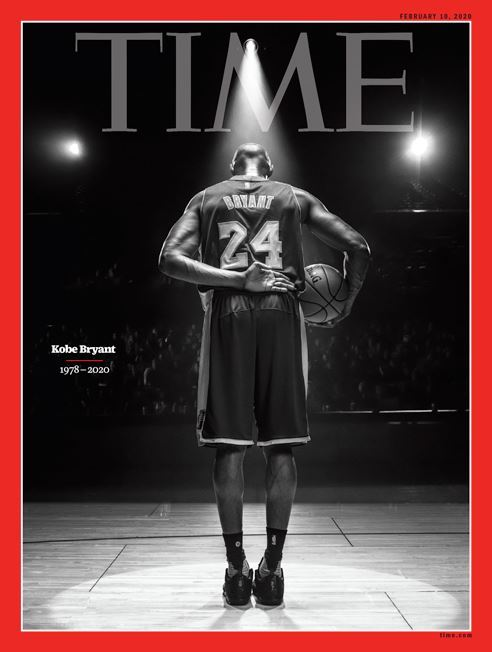 FEBRUARY 10, 2020
TIME
BRYANT
24
Kobe Bryant
1978–2020
time.com